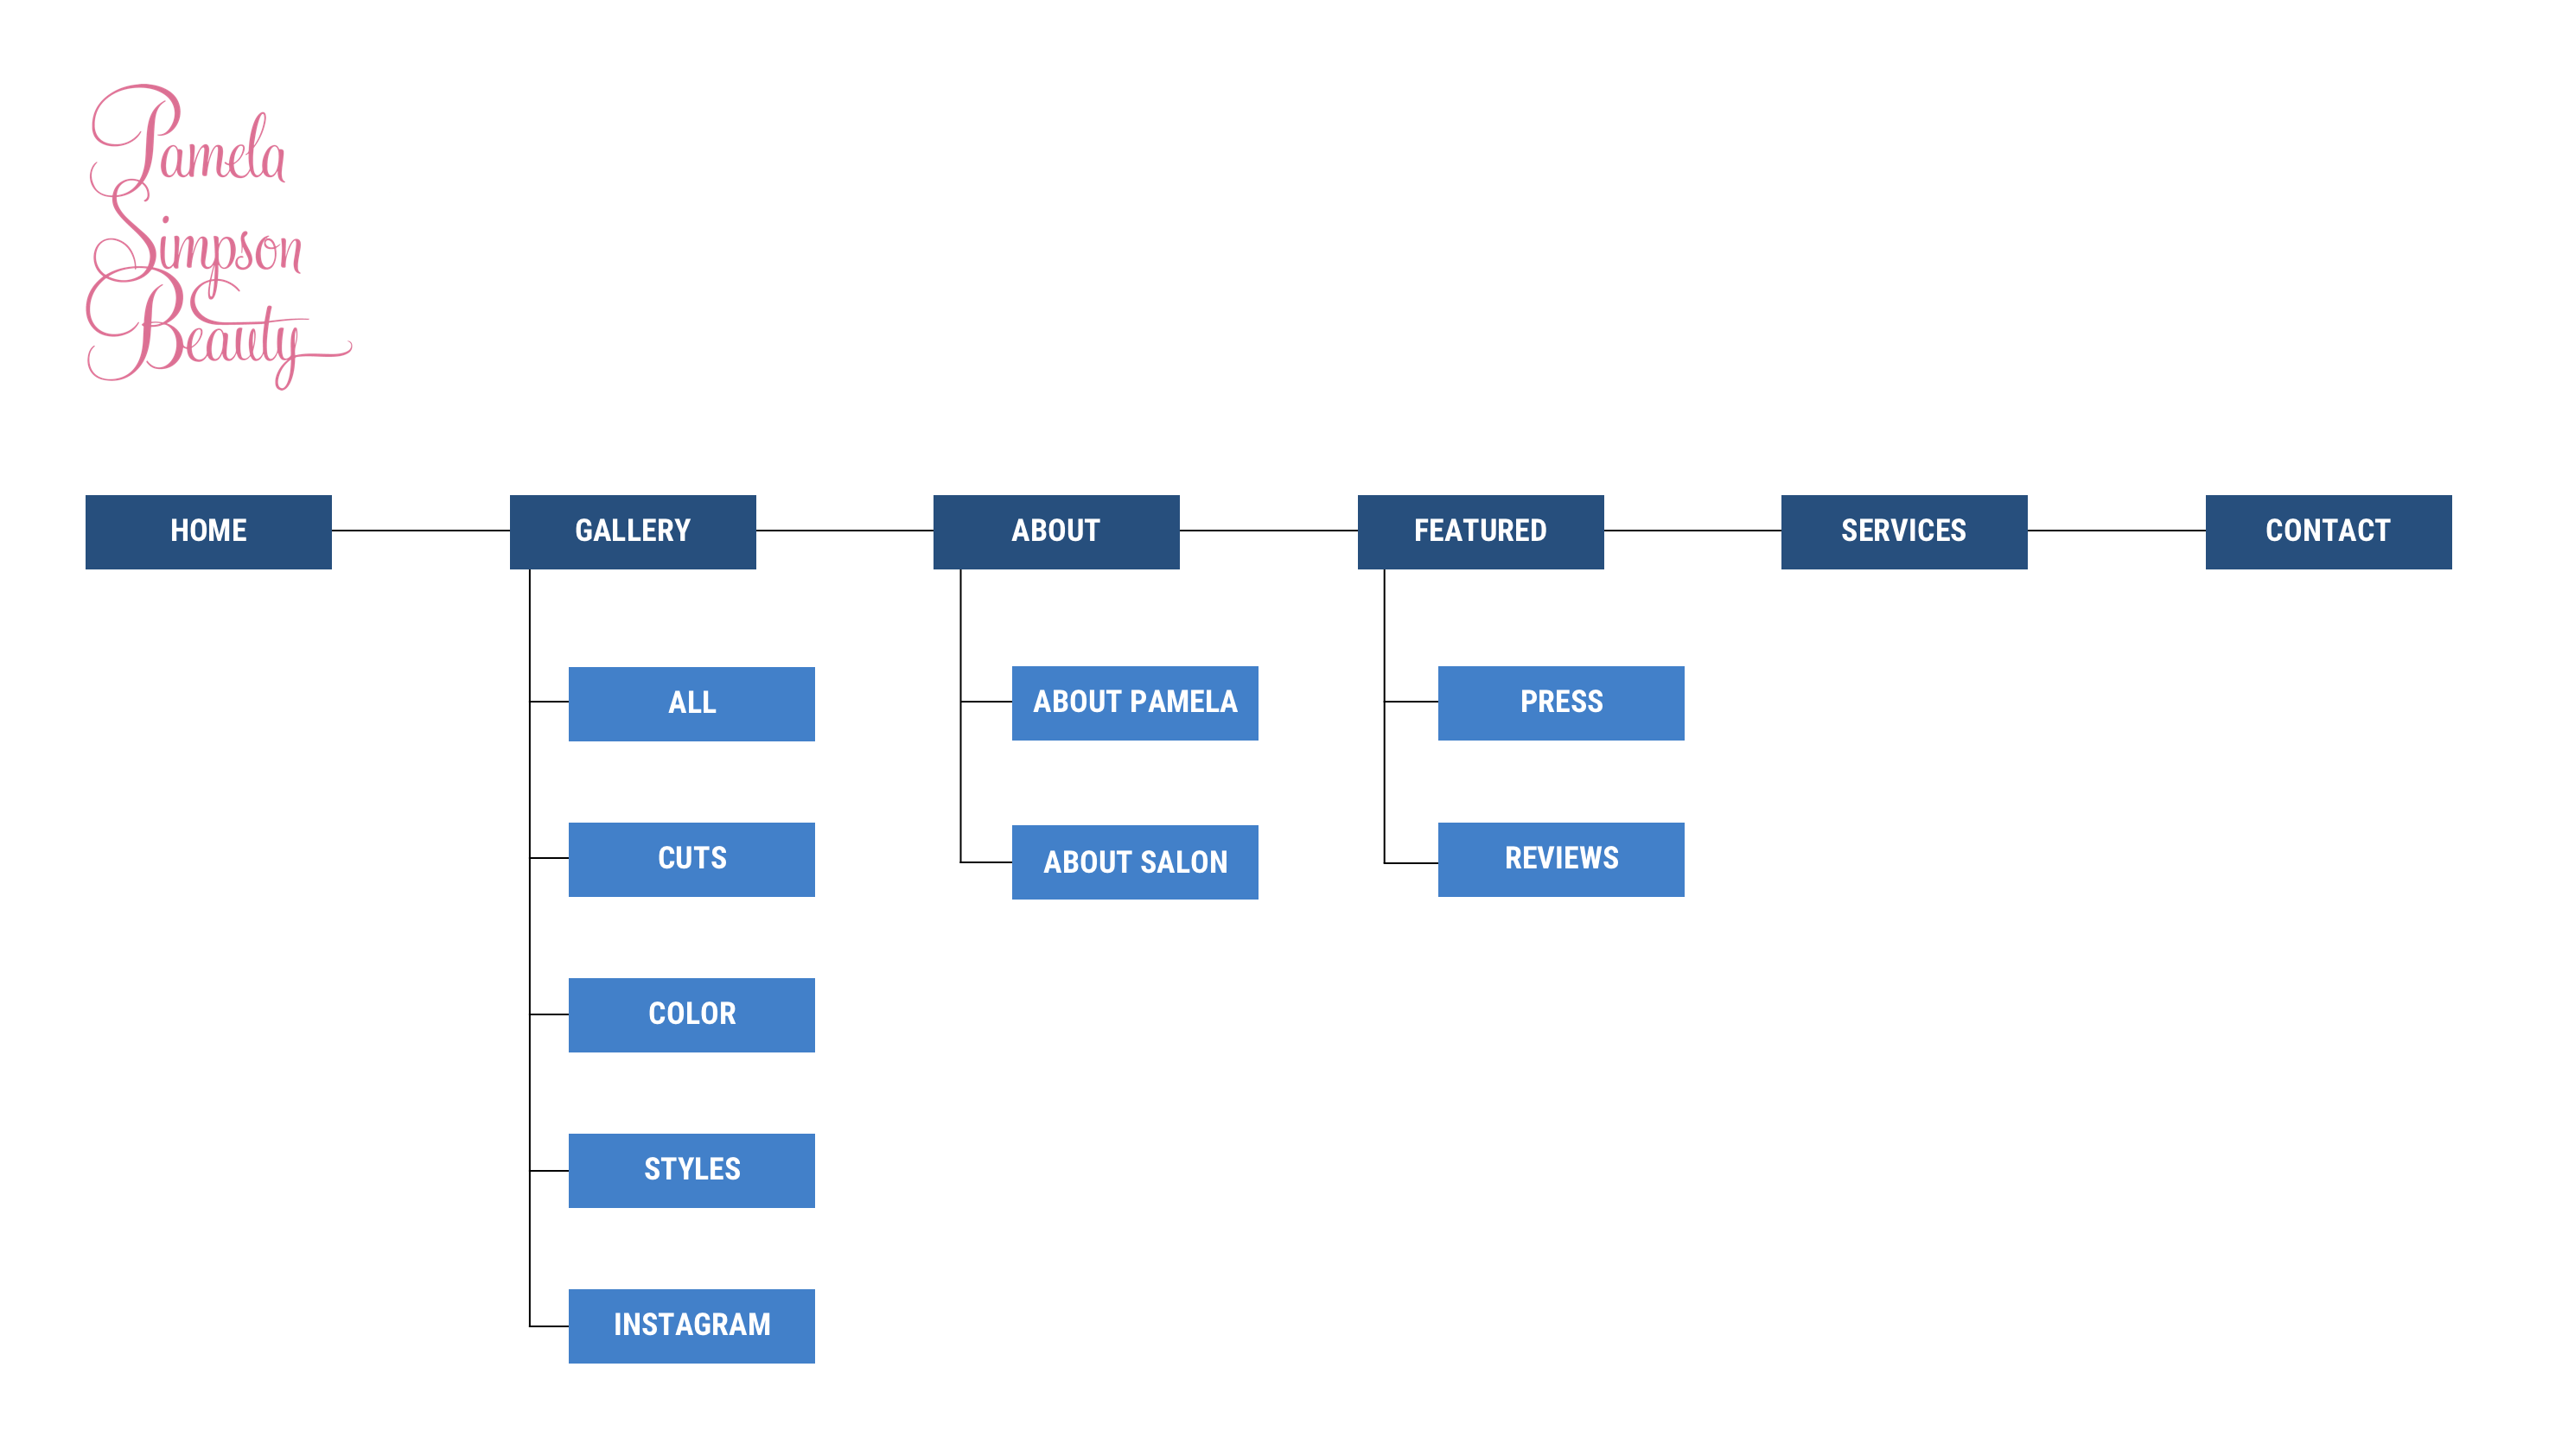 Pamela
Simpson
Beauty
HOME
GALLERY
ABOUT
FEATURED
SERVICES
CONTACT
ALL
CUTS
COLOR
STYLES
INSTAGRAM
ABOUT PAMELA
ABOUT SALON
PRESS
REVIEWS